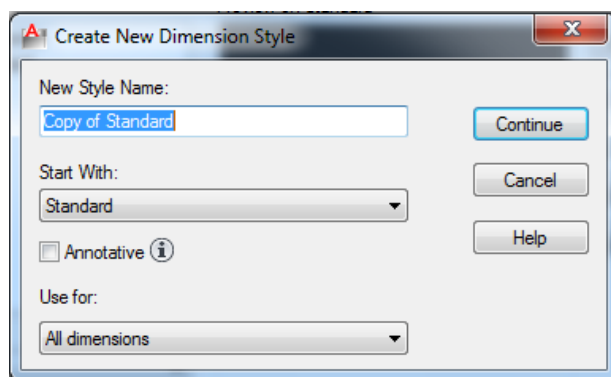 Create New Dimension Style
New Style Name:
Copy of Standard
Continue
Start With:
Cancel
Standard
Help
Annotative
Use for:
All dimensions